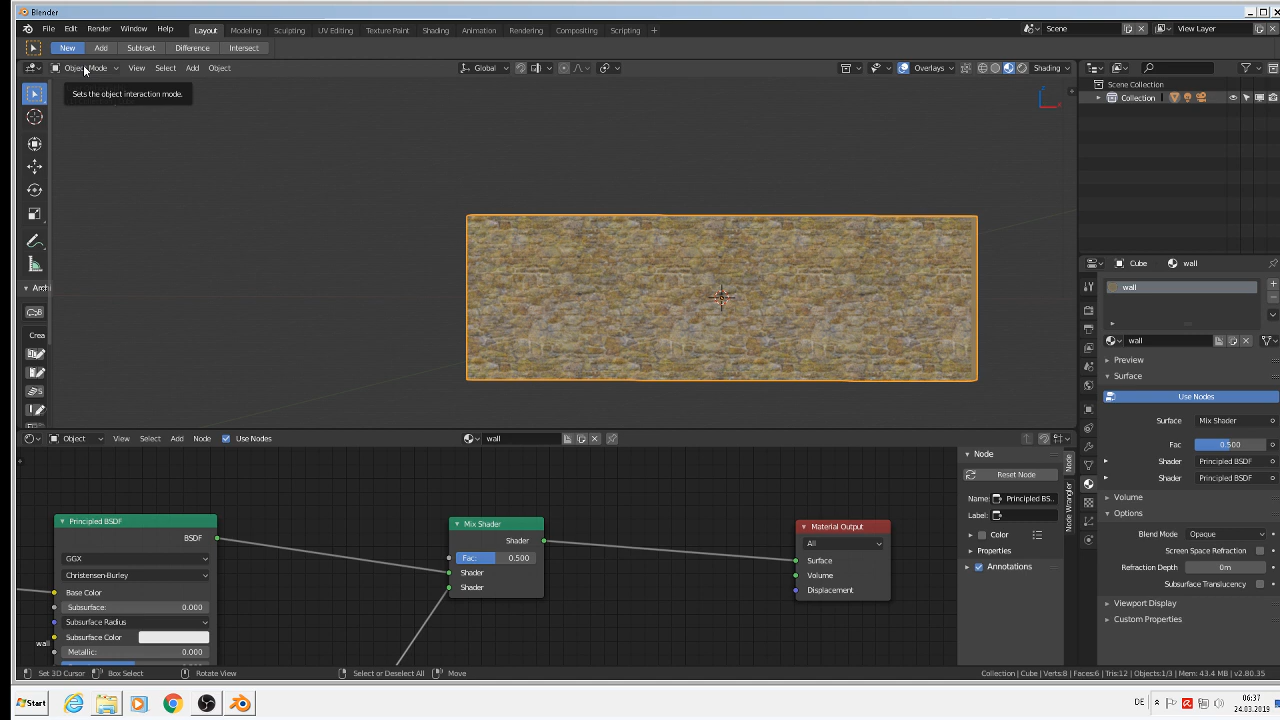 Blender
File Edit Render Window Help
Layout Modeling Sculpting UV Editing Texture Paint Shading Animation Rendering Compositing Scripting +
Scene
View Layer
New Add Subtract Difference Intersect
Object Mode View Select Add Object
Global
Overlays
Shading
Sets the object interaction mode.
Scene Collection
Collection
Crea
Cube
wall
wall
wall
Preview
Surface
Use Nodes
Surface Mix Shader
Fac 0.500
Shader Principled BSDF
Shader Principled BSDF
Volume
Options
Blend Mode Opaque
Screen Space Refraction
Refraction Depth 0m
Subsurface Translucency
Viewport Display
Custom Properties
Object View Select Add Node Use Nodes
wall
Principled BSDF
BSDF
GGX
Christensen-Burley
Base Color
Subsurface: 0.000
Subsurface Radius
Subsurface Color
Metallic: 0.000
wall
Mix Shader
Shader
Fac: 0.500
Shader
Shader
Material Output
All
Surface
Volume
Displacement
Node
Reset Node
Name: Principled BS..
Label:
Color
Properties
Annotations
Node
Node Wrangler
Set 3D Cursor Box Select Rotate View Select or Deselect All Move
Collection | Cube | Verts:8 | Faces:6 | Tris:12 | Objects:1/3 | Mem: 43.4 MB | v2.80.35
Start
DE
06:37
24.03.2019